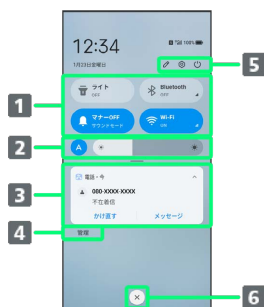 12:34
100%
1月23日金曜日
5
ライト
OFF
Bluetooth
OFF
1
マナーOFF
サウンドモード
Wi-Fi
ON
2
A
電話・今
3
080-XXXX-XXXX
不在着信
かけ直す メッセージ
4
管理
6